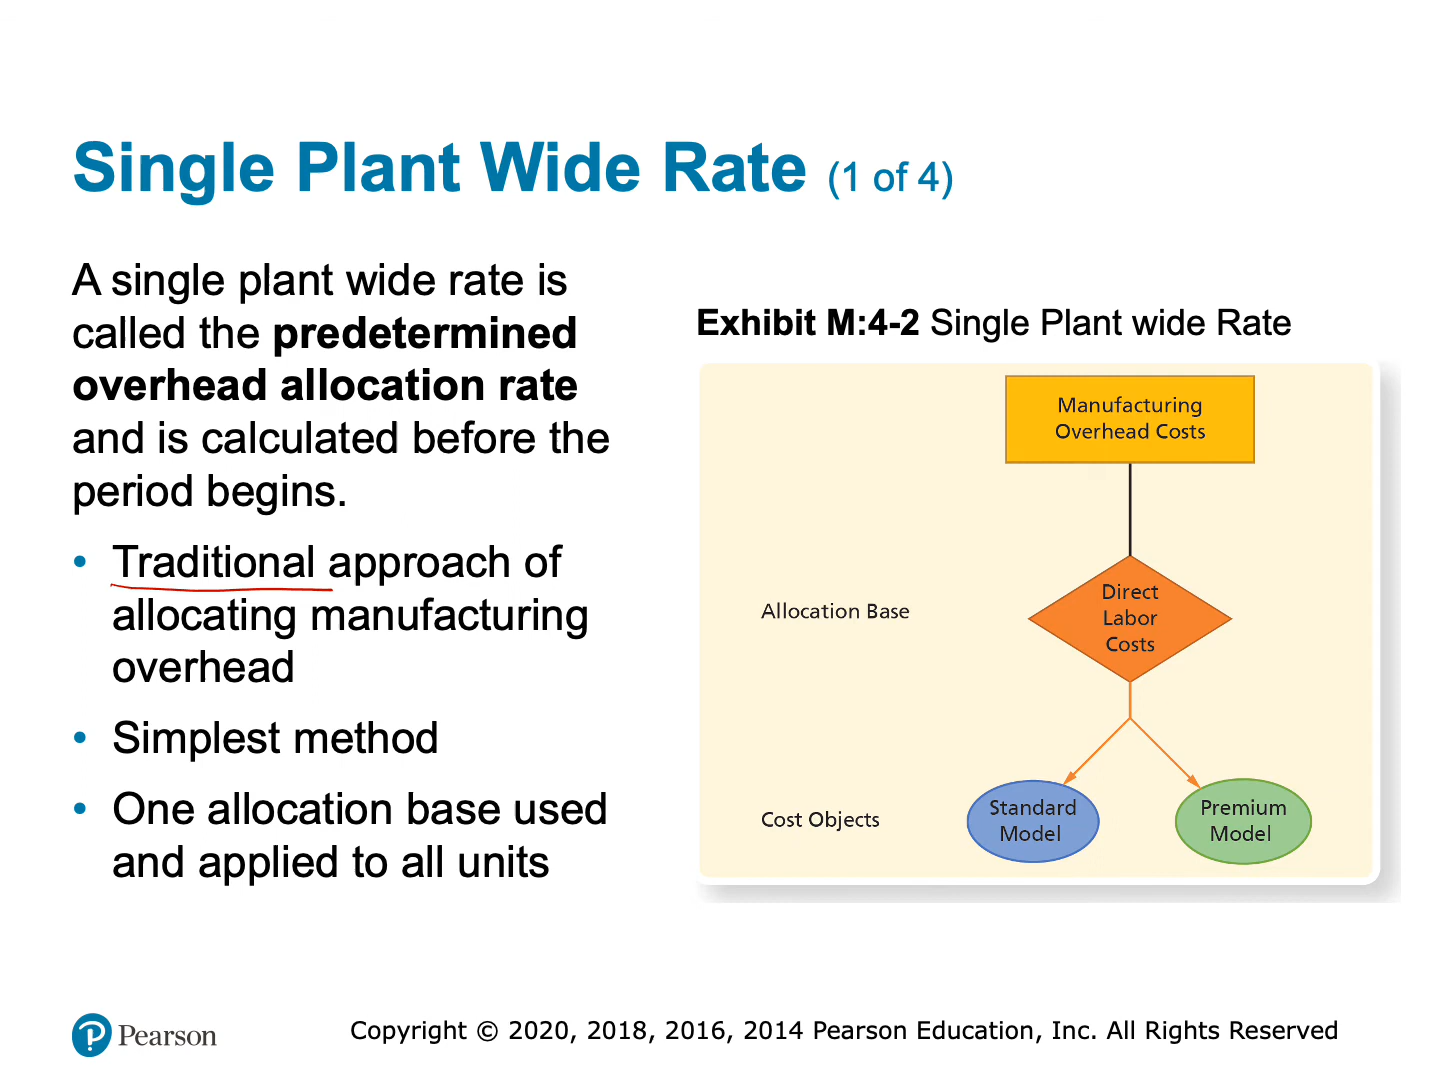 Single Plant Wide Rate (1 of 4)
A single plant wide rate is
called the predetermined
overhead allocation rate
and is calculated before the
period begins.
• Traditional approach of
allocating manufacturing
overhead
• Simplest method
• One allocation base used
and applied to all units
Exhibit M:4-2 Single Plant wide Rate
Manufacturing
Overhead Costs
Allocation Base
Direct
Labor
Costs
Cost Objects
Standard
Model
Premium
Model
Pearson
Copyright © 2020, 2018, 2016, 2014 Pearson Education, Inc. All Rights Reserved